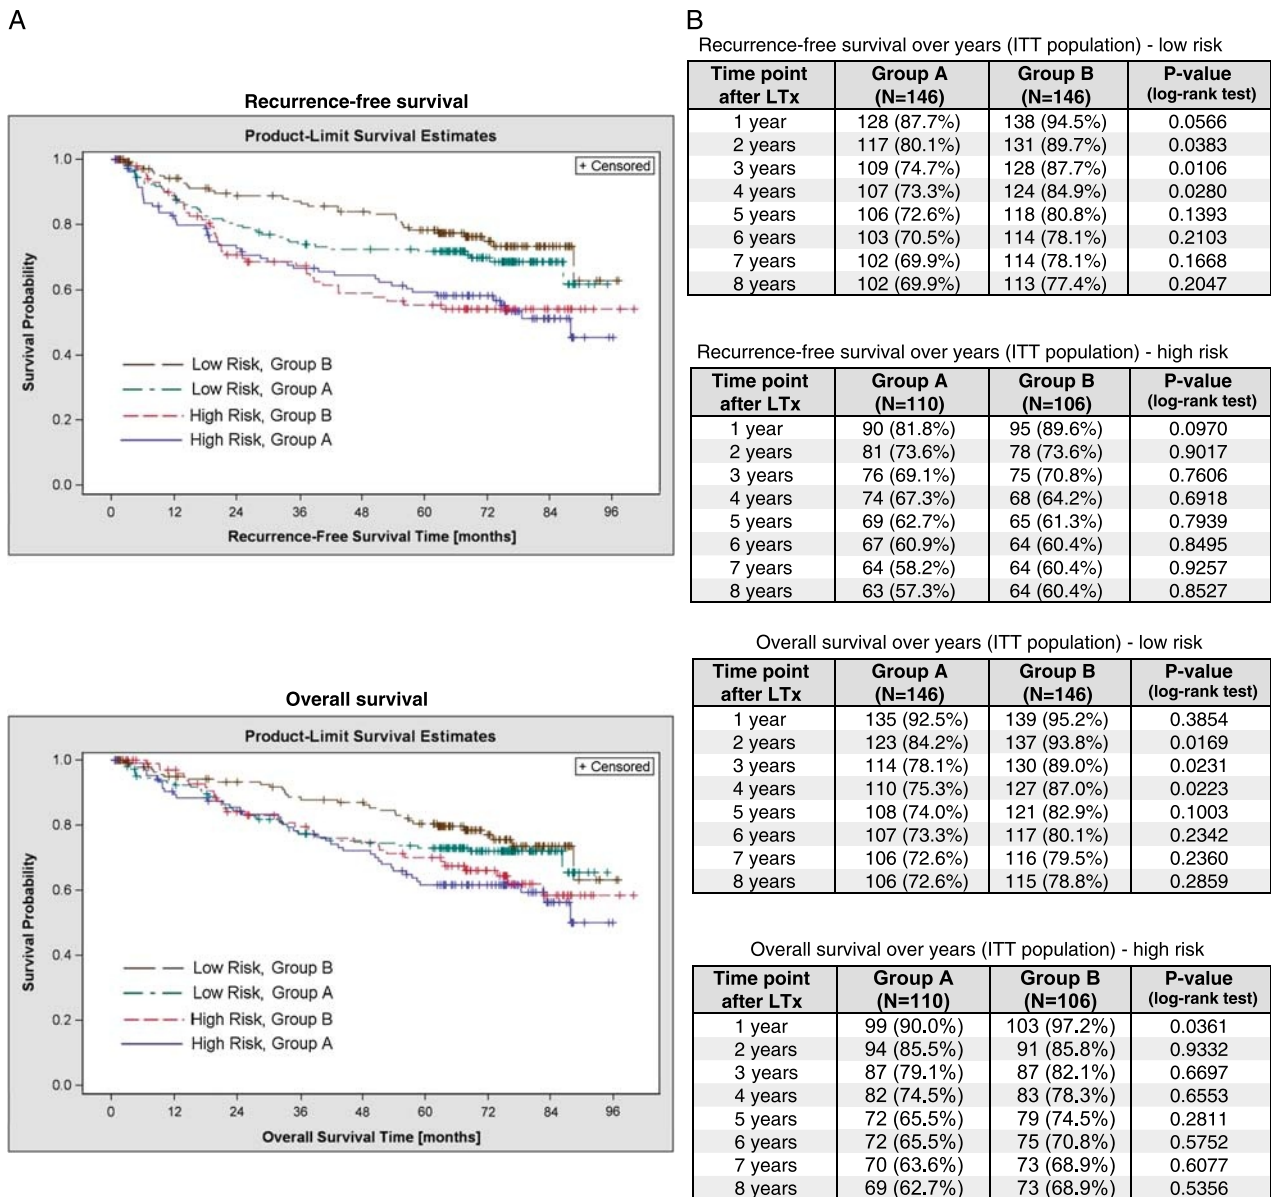 A
Recurrence-free survival
Product-Limit Survival Estimates
+ Censored
1.0
0.8
0.6
0.4
0.2
0.0
Survival Probability
Low Risk, Group B
Low Risk, Group A
High Risk, Group B
High Risk, Group A
0 12 24 36 48 60 72 84 96
Recurrence-Free Survival Time [months]
Overall survival
Product-Limit Survival Estimates
+ Censored
1.0
0.8
0.6
0.4
0.2
0.0
Survival Probability
Low Risk, Group B
Low Risk, Group A
High Risk, Group B
High Risk, Group A
0 12 24 36 48 60 72 84 96
Overall Survival Time [months]
B
Recurrence-free survival over years (ITT population) - low risk
Time point Group A Group B P-value
after LTx (N=146) (N=146) (log-rank test)
1 year 128 (87.7%) 138 (94.5%) 0.0566
2 years 117 (80.1%) 131 (89.7%) 0.0383
3 years 109 (74.7%) 128 (87.7%) 0.0106
4 years 107 (73.3%) 124 (84.9%) 0.0280
5 years 106 (72.6%) 118 (80.8%) 0.1393
6 years 103 (70.5%) 114 (78.1%) 0.2103
7 years 102 (69.9%) 114 (78.1%) 0.1668
8 years 102 (69.9%) 113 (77.4%) 0.2047
Recurrence-free survival over years (ITT population) - high risk
Time point Group A Group B P-value
after LTx (N=110) (N=106) (log-rank test)
1 year 90 (81.8%) 95 (89.6%) 0.0970
2 years 81 (73.6%) 78 (73.6%) 0.9017
3 years 76 (69.1%) 75 (70.8%) 0.7606
4 years 74 (67.3%) 68 (64.2%) 0.6918
5 years 69 (62.7%) 65 (61.3%) 0.7939
6 years 67 (60.9%) 64 (60.4%) 0.8495
7 years 64 (58.2%) 64 (60.4%) 0.9257
8 years 63 (57.3%) 64 (60.4%) 0.8527
Overall survival over years (ITT population) - low risk
Time point Group A Group B P-value
after LTx (N=146) (N=146) (log-rank test)
1 year 135 (92.5%) 139 (95.2%) 0.3854
2 years 123 (84.2%) 137 (93.8%) 0.0169
3 years 114 (78.1%) 130 (89.0%) 0.0231
4 years 110 (75.3%) 127 (87.0%) 0.0223
5 years 108 (74.0%) 121 (82.9%) 0.1003
6 years 107 (73.3%) 117 (80.1%) 0.2342
7 years 106 (72.6%) 116 (79.5%) 0.2360
8 years 106 (72.6%) 115 (78.8%) 0.2859
Overall survival over years (ITT population) - high risk
Time point Group A Group B P-value
after LTx (N=110) (N=106) (log-rank test)
1 year 99 (90.0%) 103 (97.2%) 0.0361
2 years 94 (85.5%) 91 (85.8%) 0.9332
3 years 87 (79.1%) 87 (82.1%) 0.6697
4 years 82 (74.5%) 83 (78.3%) 0.6553
5 years 72 (65.5%) 79 (74.5%) 0.2811
6 years 72 (65.5%) 75 (70.8%) 0.5752
7 years 70 (63.6%) 73 (68.9%) 0.6077
8 years 69 (62.7%) 73 (68.9%) 0.5356